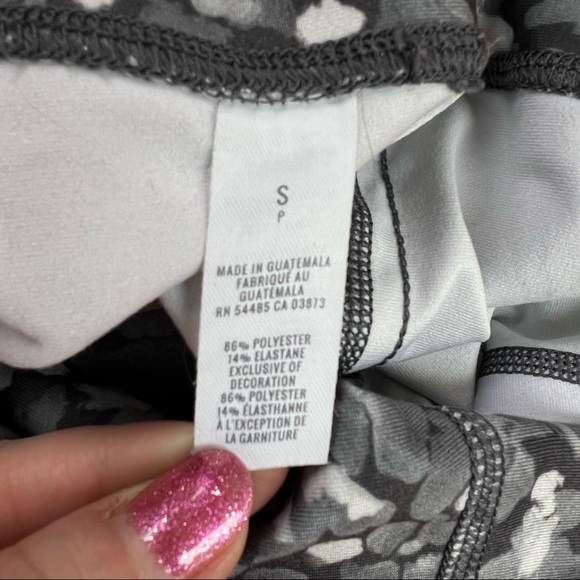 S
P
MADE IN GUATEMALA
FABRIQUÉ AU
GUATEMALA
RN 54485 CA 03873
86% POLYESTER
14% ELASTANE
EXCLUSIVE OF
DECORATION
86% POLYESTER
14% ÉLASTHANNE
À L'EXCEPTION DE
LA GARNITURE